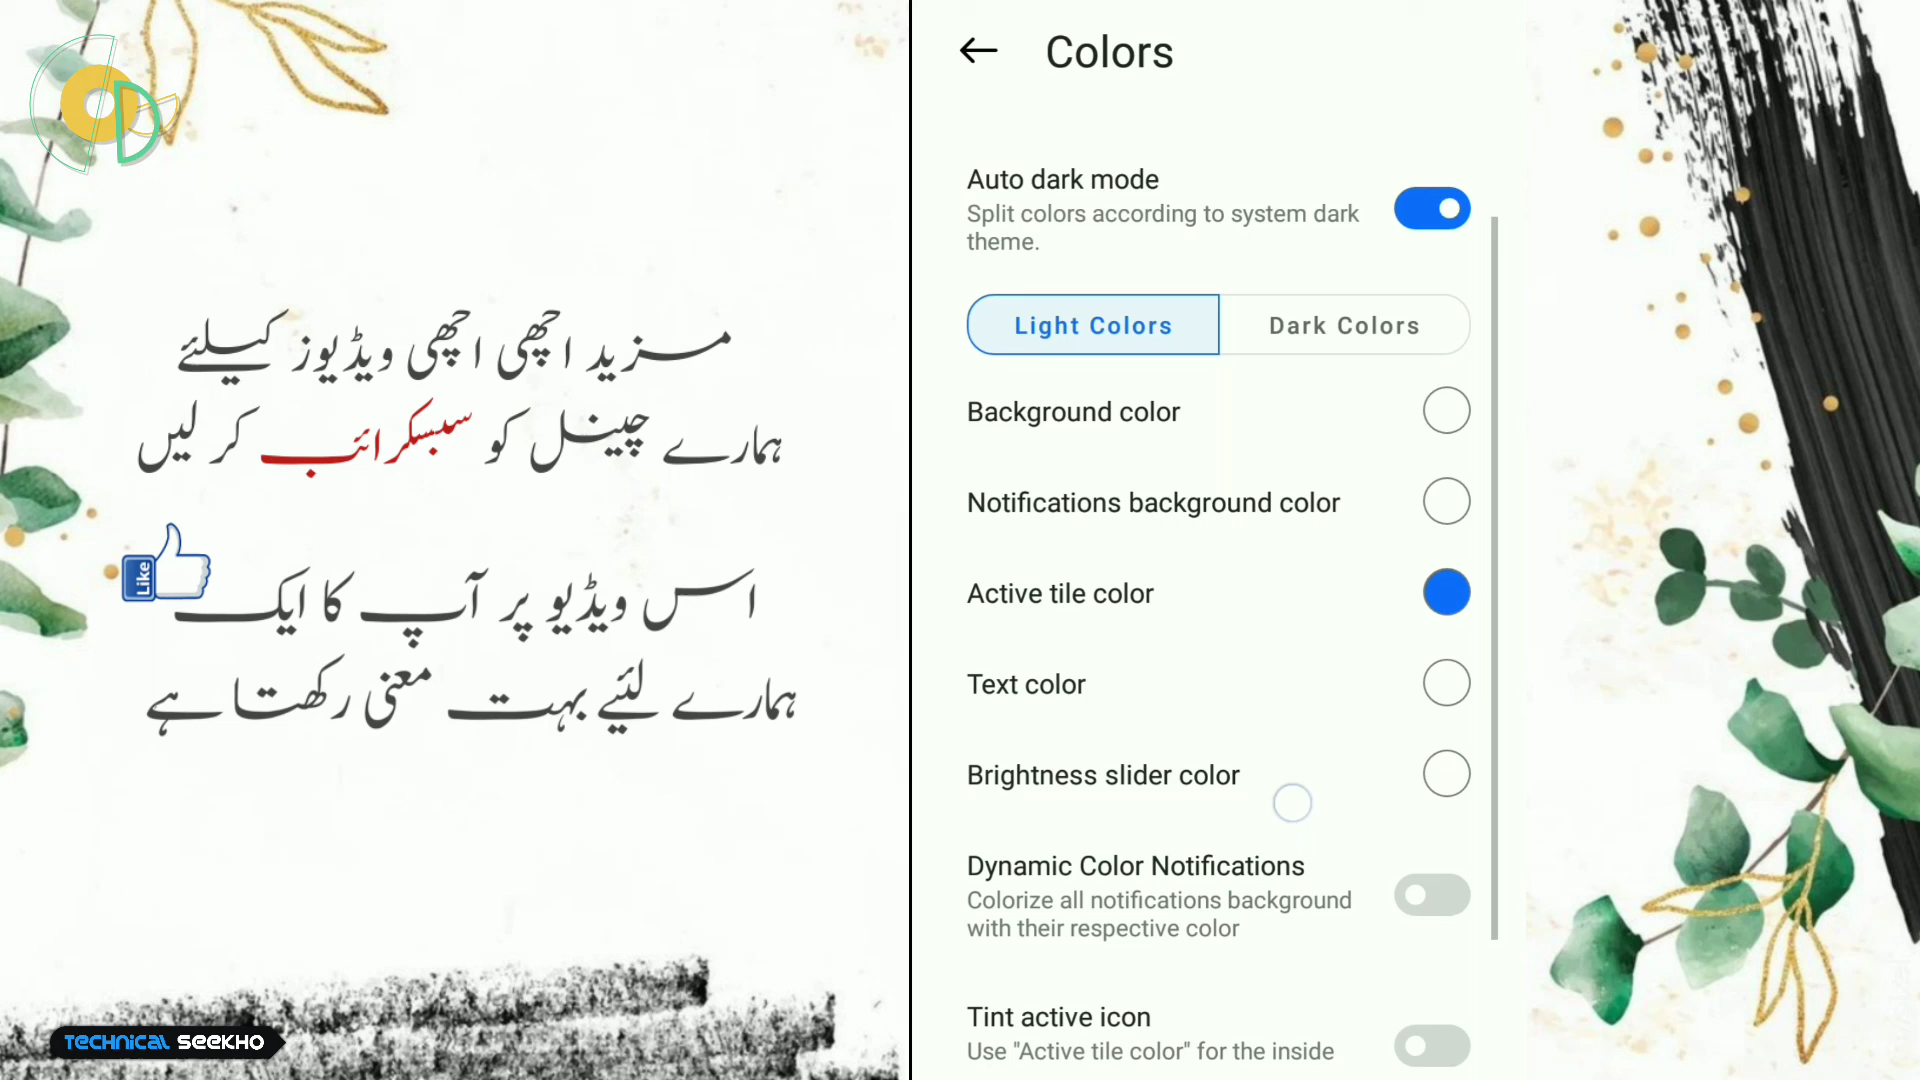 مزید اچھی اچھی ویڈیوز کیلئے
ہمارے چینل کو سبسکرائب کر لیں
Like
اس ویڈیو پر آپ کا ایک
ہمارے لئیے بہت معنی رکھتا ہے
TECHNICAL SEEKHO
Colors
Auto dark mode
Split colors according to system dark
theme.
Light Colors
Dark Colors
Background color
Notifications background color
Active tile color
Text color
Brightness slider color
Dynamic Color Notifications
Colorize all notifications background
with their respective color
Tint active icon
Use "Active tile color" for the inside